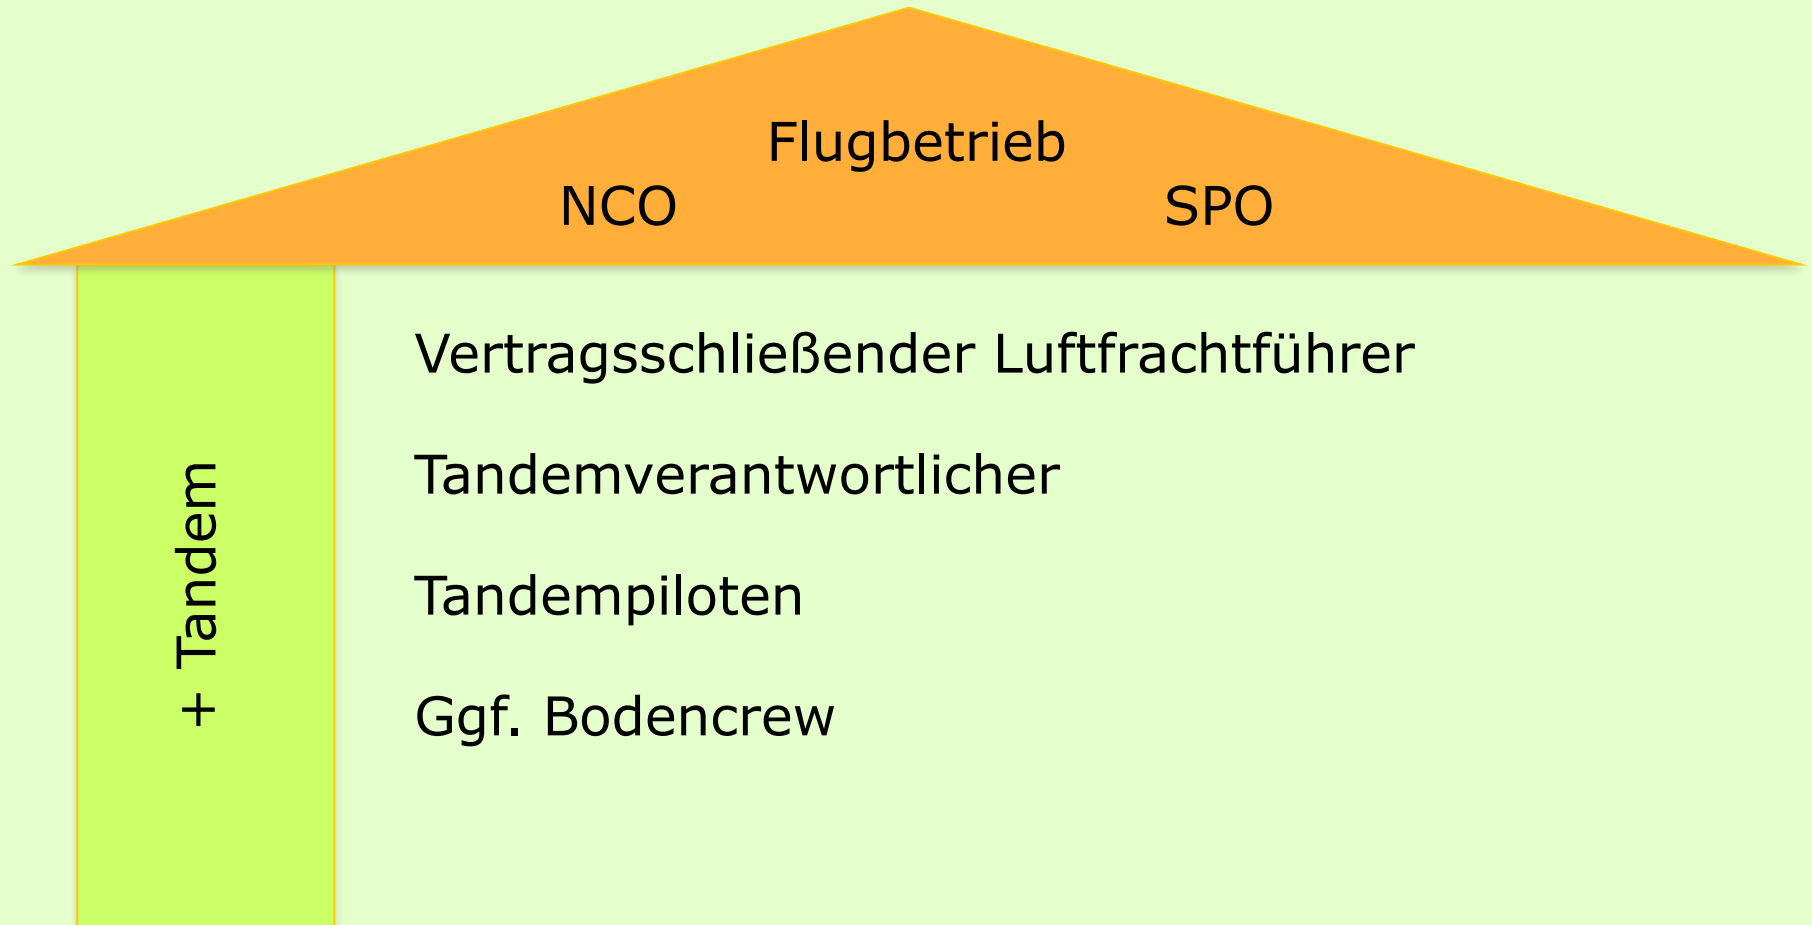 Flugbetrieb
NCO SPO
+ Tandem
Vertragsschließender Luftfrachtführer
Tandemverantwortlicher
Tandempiloten
Ggf. Bodencrew